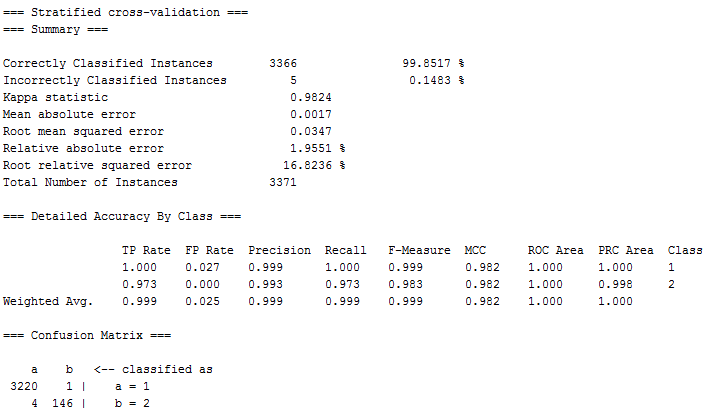 === Stratified cross-validation ===
=== Summary ===
Correctly Classified Instances 3366 99.8517 %
Incorrectly Classified Instances 5 0.1483 %
Kappa statistic 0.9824
Mean absolute error 0.0017
Root mean squared error 0.0347
Relative absolute error 1.9551 %
Root relative squared error 16.8236 %
Total Number of Instances 3371
=== Detailed Accuracy By Class ===
TP Rate FP Rate Precision Recall F-Measure MCC ROC Area PRC Area Class
1.000 0.027 0.999 1.000 0.999 0.982 1.000 1.000 1
0.973 0.000 0.993 0.973 0.983 0.982 1.000 0.998 2
Weighted Avg. 0.999 0.025 0.999 0.999 0.999 0.982 1.000 1.000
=== Confusion Matrix ===
a b <-- classified as
3220 1 | a = 1
4 146 | b = 2